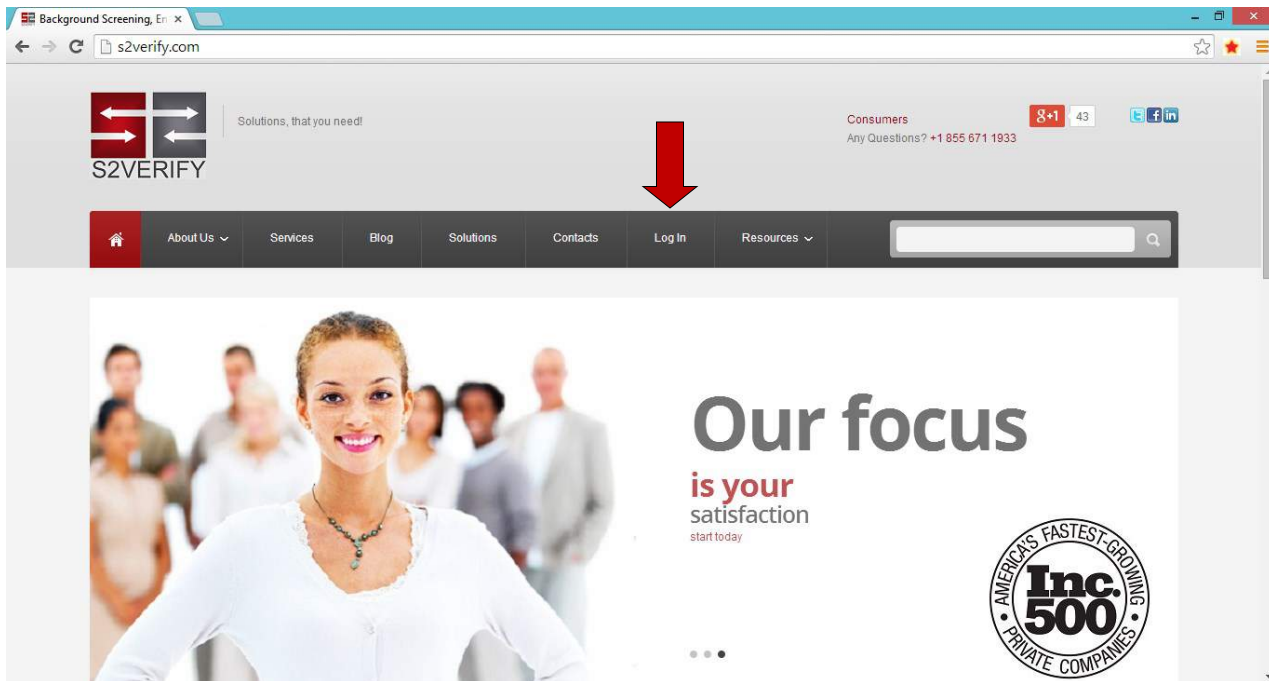 Background Screening, En
s2verify.com
S2VERIFY
Solutions, that you need!
Consumers
Any Questions? +1 855 671 1933
g+1 43
About Us Services Blog Solutions Contacts Log In Resources
Our focus
is your
satisfaction
start today
AMERICA'S FASTEST-GROWING
Inc.
500
PRIVATE COMPANIES